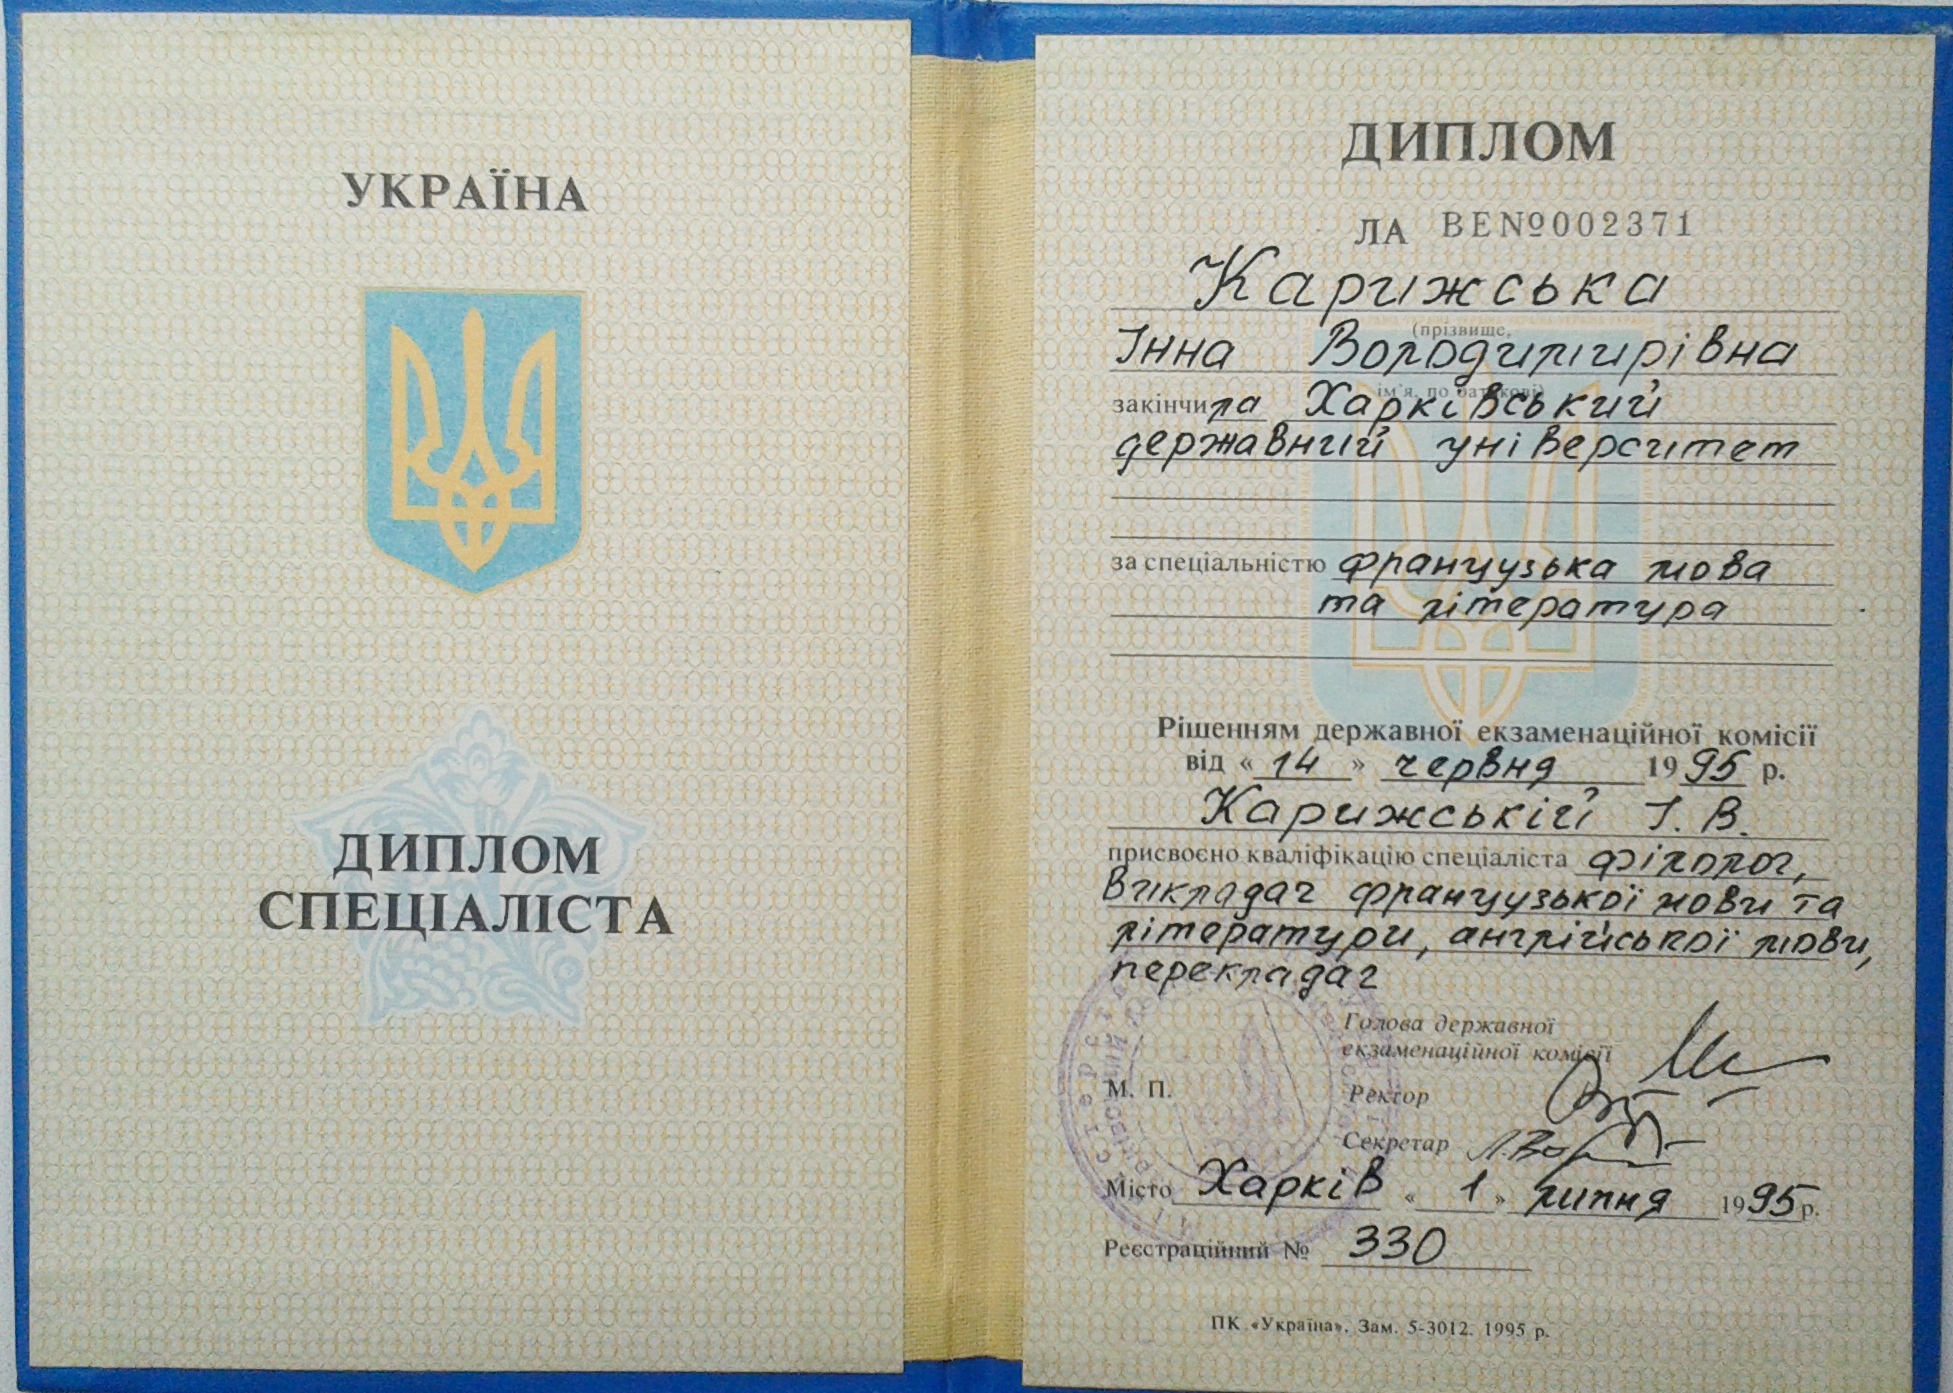 УКРАЇНА
ДИПЛОМ
СПЕЦІАЛІСТА
ДИПЛОМ
ЛА ВЕ№002371
Карижська
(прізвище,
Інна Володимирівна
ім'я, по батькові)
закінчила Харківський
державний університет
за спеціальністю французька мова
та література
Рішенням державної екзаменаційної комісії
від « 14 » червня 1995 р.
Карижській І. В.
присвоєно кваліфікацію спеціаліста філолог,
викладач французької мови та
літератури, англійської мови,
перекладач
Голова державної
екзаменаційної комісії
М. П.
Ректор
Секретар
Місто Харків « 1 » липня 1995 р.
Реєстраційний № 330
ПК «Україна». Зам. 5-3012. 1995 р.